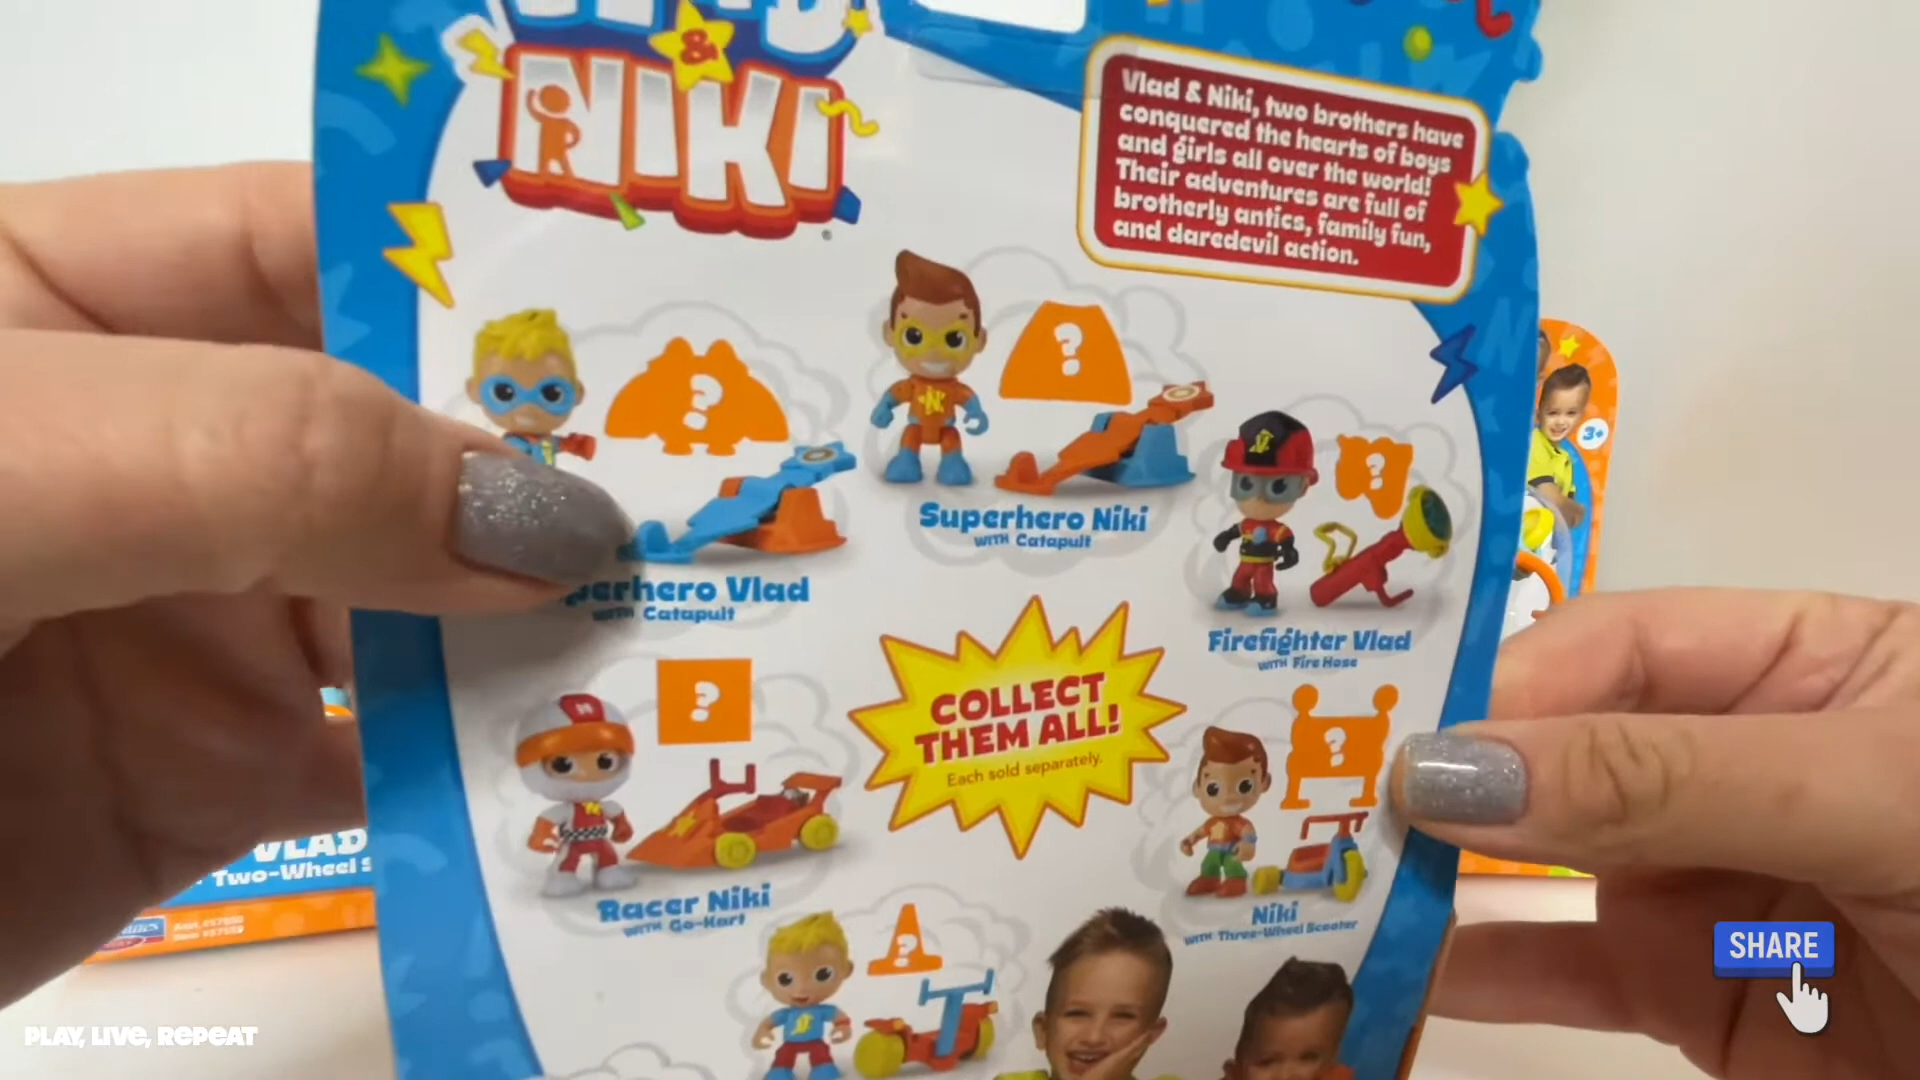 &
NIKI
Vlad & Niki, two brothers have
conquered the hearts of boys
and girls all over the world!
Their adventures are full of
brotherly antics, family fun,
and daredevil action.
3+
?
?
?
Superhero Niki
WITH Catapult
perhero Vlad
WITH Catapult
Firefighter Vlad
WITH Fire Hose
?
COLLECT
THEM ALL!
Each sold separately.
?
VLAD
Two-Wheel S
Racer Niki
WITH Go-Kart
Niki
WITH Three-Wheel Scooter
?
SHARE
PLAY, LIVE, REPEAT